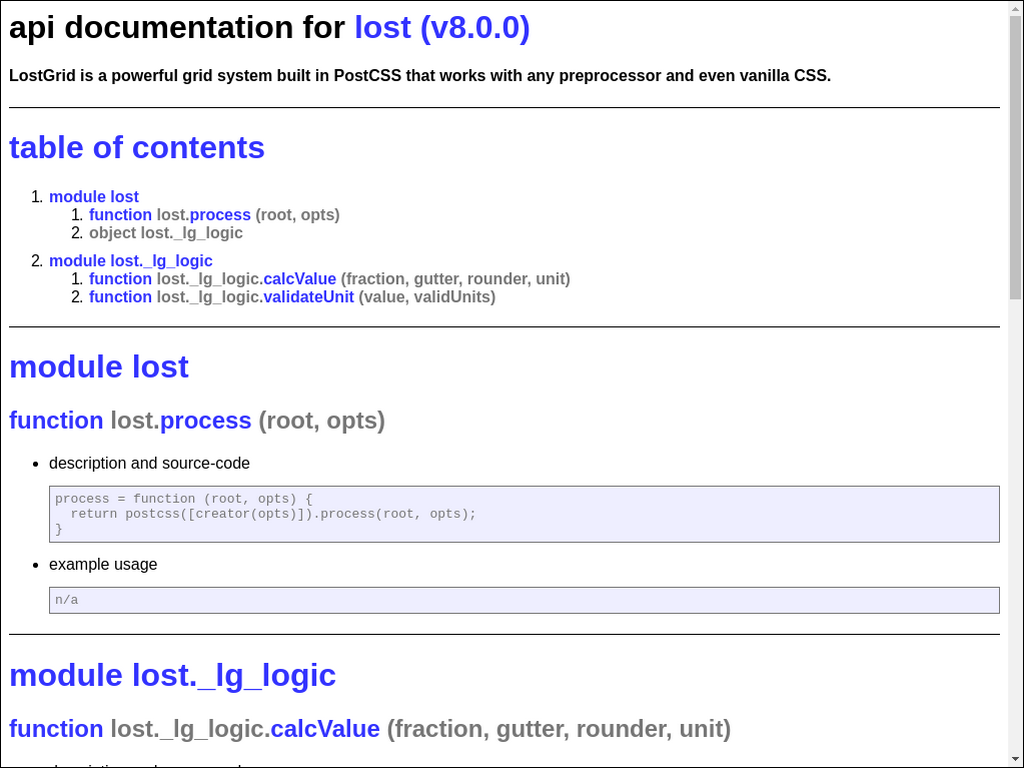 api documentation for lost (v8.0.0)
LostGrid is a powerful grid system built in PostCSS that works with any preprocessor and even vanilla CSS.
table of contents
1. module lost
1. function lost.process (root, opts)
2. object lost._lg_logic
2. module lost._lg_logic
1. function lost._lg_logic.calcValue (fraction, gutter, rounder, unit)
2. function lost._lg_logic.validateUnit (value, validUnits)
module lost
function lost.process (root, opts)
• description and source-code
process = function (root, opts) {
  return postcss([creator(opts)]).process(root, opts);
}
• example usage
n/a
module lost._lg_logic
function lost._lg_logic.calcValue (fraction, gutter, rounder, unit)